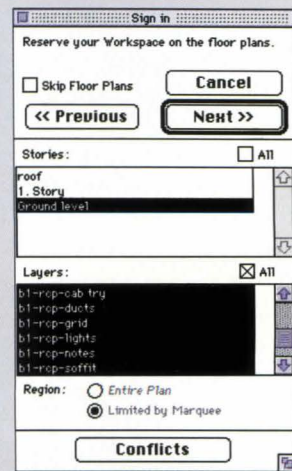 Sign in
Reserve your Workspace on the floor plans.
Skip Floor Plans
Cancel
<< Previous
Next >>
Stories:
All
roof
1. Story
Ground level
Layers:
All
b1-rcp-cab try
b1-rcp-ducts
b1-rcp-grid
b1-rcp-lights
b1-rcp-notes
b1-rcp-soffit
Region:
Entire Plan
Limited by Marquee
Conflicts